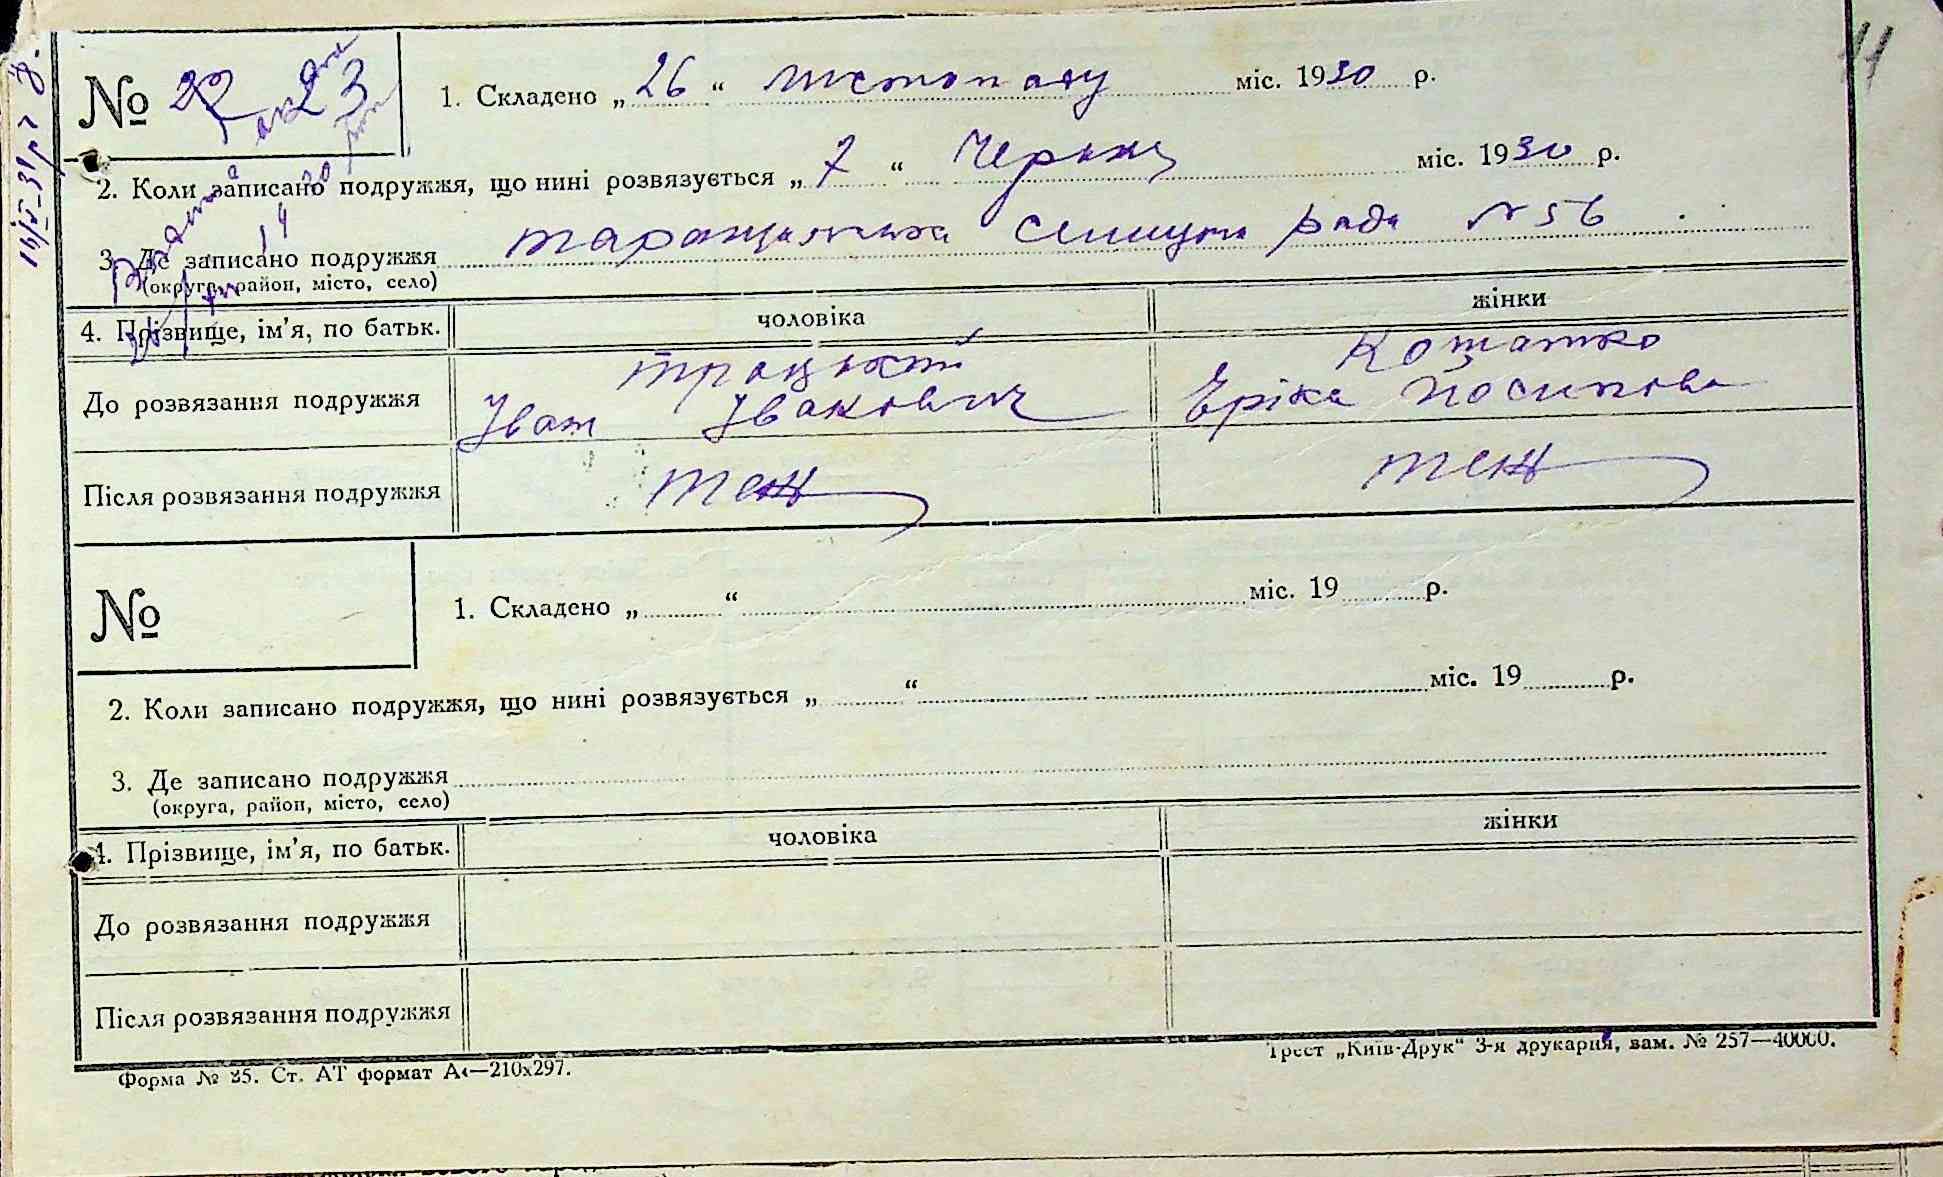 11
№ 22 23
1. Складено „ 26 “ листопаду міс. 1930 р.
2. Коли записано подружжя, що нині розвязується „ 7 “ Червня міс. 1930 р.
3. Де записано подружжя таращанська селищна рада № 56
(округа, район, місто, село)
4. Прізвище, ім’я, по батьк. чоловіка жінки
До розвязання подружжя Троцький Кошатко
Іван Іванович Еріка Йосипова
Після розвязання подружжя теж теж
№
1. Складено „ “ міс. 19 р.
2. Коли записано подружжя, що нині розвязується „ “ міс. 19 р.
3. Де записано подружжя
(округа, район, місто, село)
4. Прізвище, ім’я, по батьк. чоловіка жінки
До розвязання подружжя
Після розвязання подружжя
Форма № 35. Ст. АТ формат А4—210x297.
Трест „Київ-Друк“ 3-я друкарня, зам. № 257—40000.